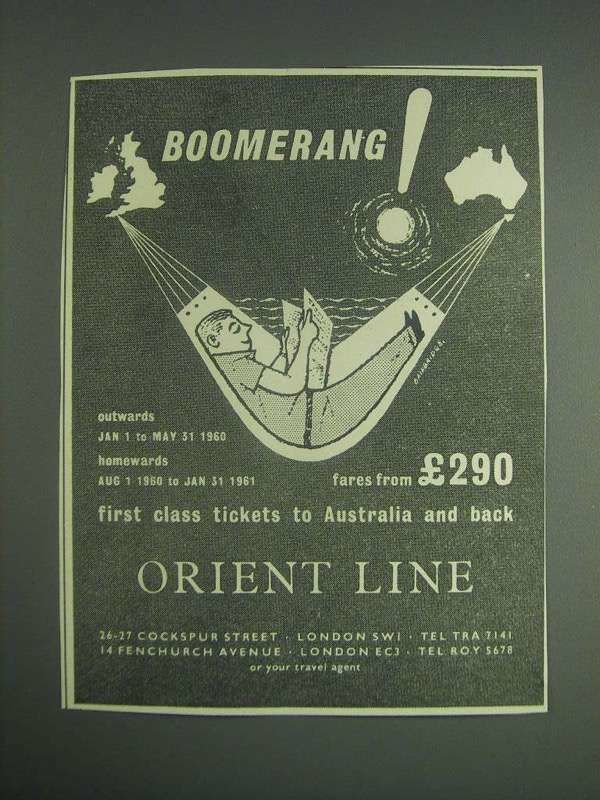 BOOMERANG!
outwards
JAN 1 to MAY 31 1960
homewards
AUG 1 1960 to JAN 31 1961
fares from £290
first class tickets to Australia and back
ORIENT LINE
26-27 COCKSPUR STREET · LONDON SW1 · TEL TRA 7141
14 FENCHURCH AVENUE · LONDON EC3 · TEL ROY 5678
or your travel agent